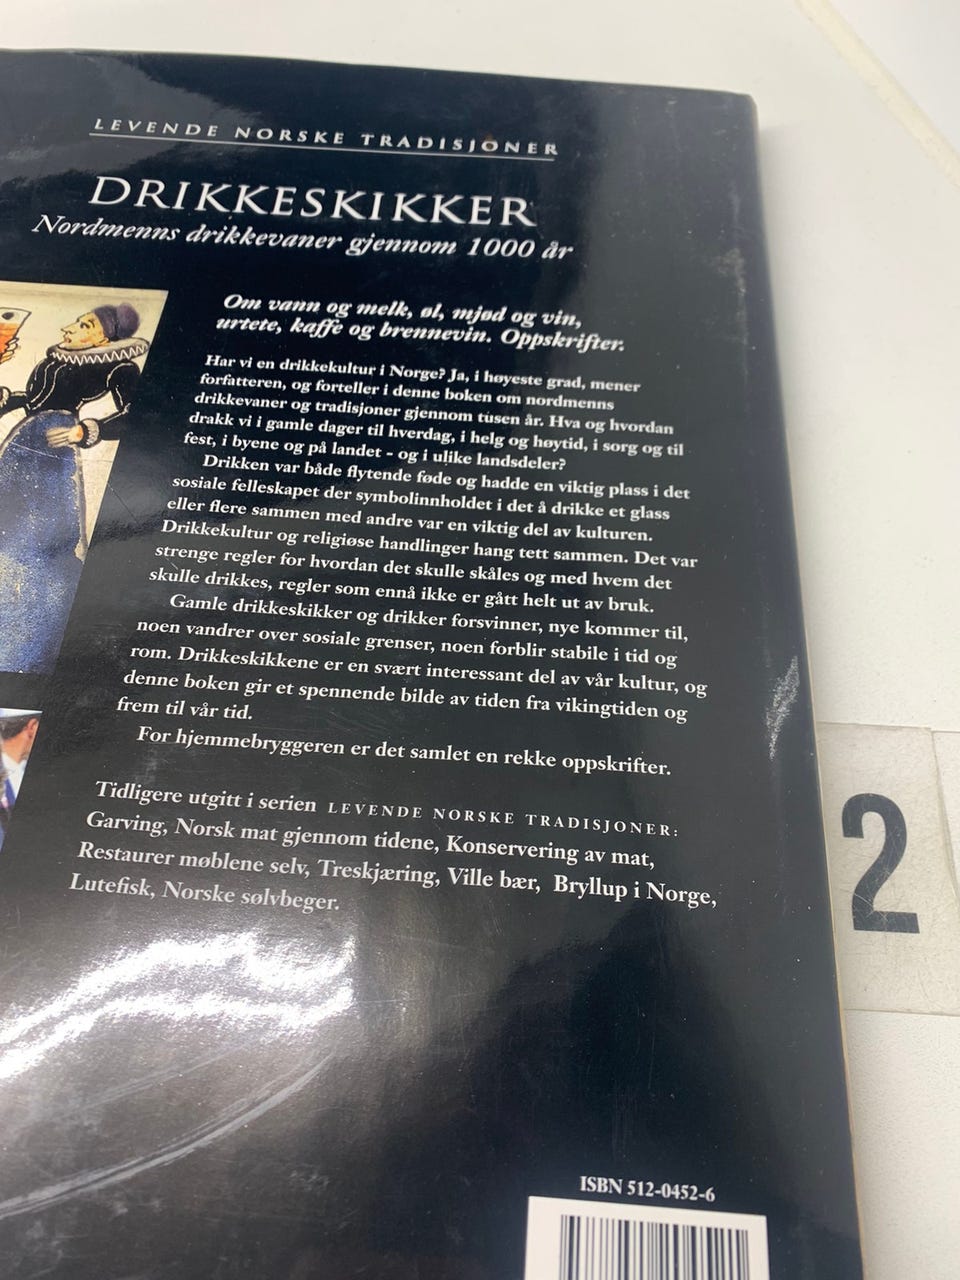 LEVENDE NORSKE TRADISJONER
DRIKKESKIKKER
Nordmenns drikkevaner gjennom 1000 år
Om vann og melk, øl, mjød og vin,
urtete, kaffe og brennevin. Oppskrifter.
Har vi en drikkekultur i Norge? Ja, i høyeste grad, mener
forfatteren, og forteller i denne boken om nordmenns
drikkevaner og tradisjoner gjennom tusen år. Hva og hvordan
drakk vi i gamle dager til hverdag, i helg og høytid, i sorg og til
fest, i byene og på landet - og i ulike landsdeler?
Drikken var både flytende føde og hadde en viktig plass i det
sosiale felleskapet der symbolinnholdet i det å drikke et glass
eller flere sammen med andre var en viktig del av kulturen.
Drikkekultur og religiøse handlinger hang tett sammen. Det var
strenge regler for hvordan det skulle skåles og med hvem det
skulle drikkes, regler som ennå ikke er gått helt ut av bruk.
Gamle drikkeskikker og drikker forsvinner, nye kommer til,
noen vandrer over sosiale grenser, noen forblir stabile i tid og
rom. Drikkeskikkene er en svært interessant del av vår kultur, og
denne boken gir et spennende bilde av tiden fra vikingtiden og
frem til vår tid.
For hjemmebryggeren er det samlet en rekke oppskrifter.
Tidligere utgitt i serien LEVENDE NORSKE TRADISJONER:
Garving, Norsk mat gjennom tidene, Konservering av mat,
Restaurer møblene selv, Treskjæring, Ville bær, Bryllup i Norge,
Lutefisk, Norske sølvbeger.
2
ISBN 512-0452-6